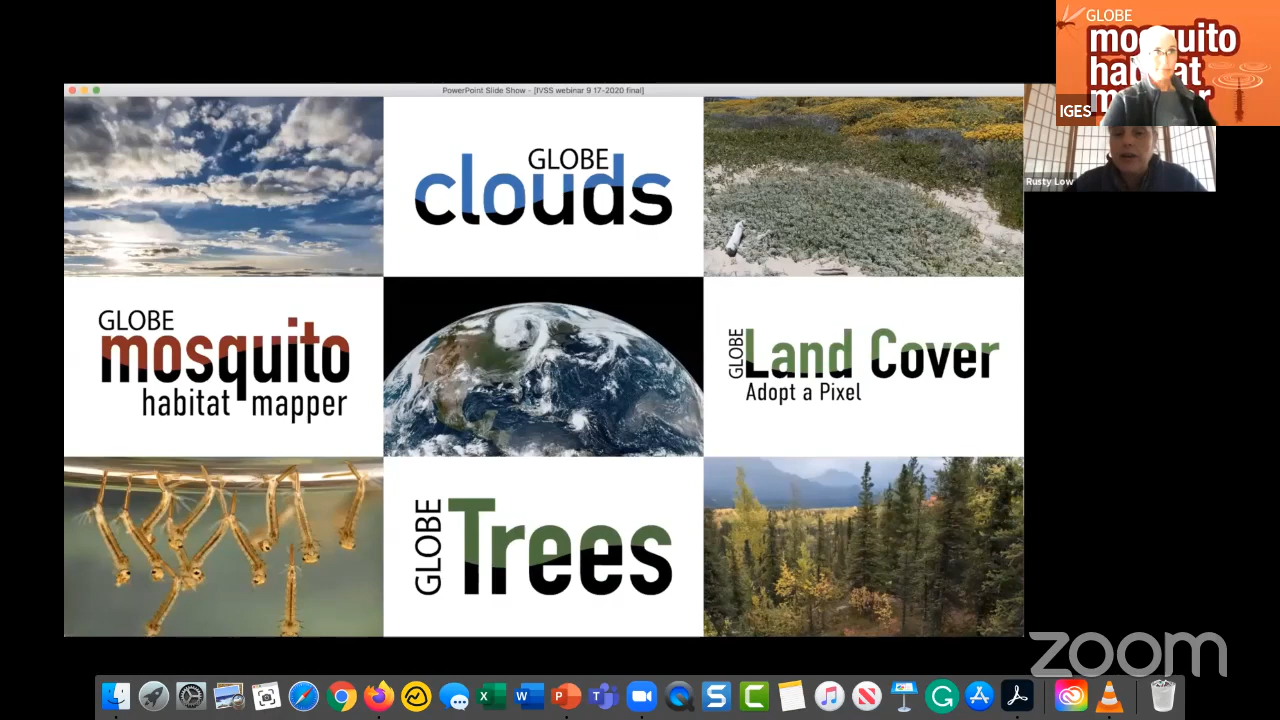 PowerPoint Slide Show - [IVSS webinar 9 17-2020 final]
GLOBE
clouds
GLOBE
mosquito
habitat mapper
GLOBE
Land Cover
Adopt a Pixel
GLOBE
Trees
GLOBE
mosquito
habitat
IGES
Rusty Low
zoom